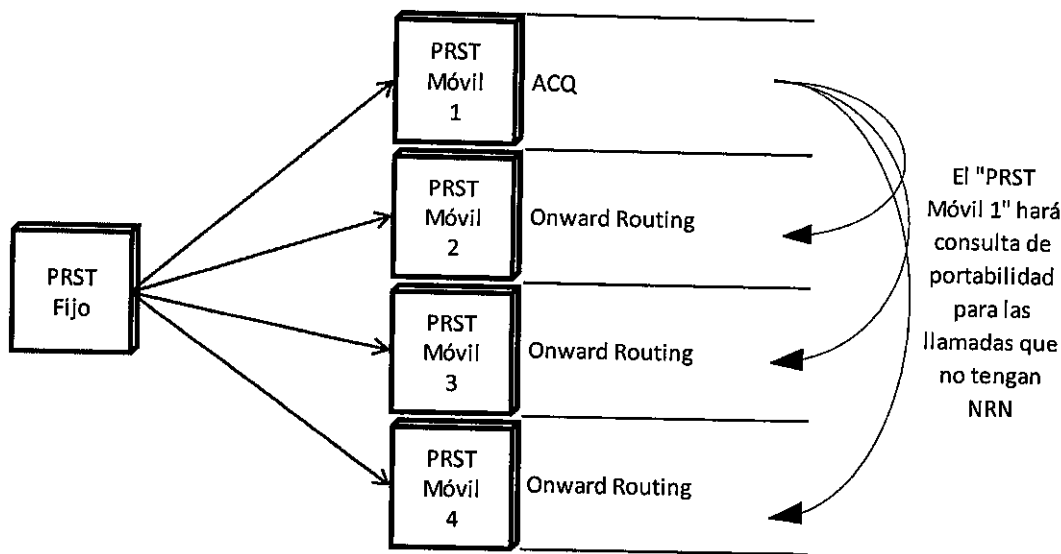 PRST
Fijo
PRST
Móvil
1
ACQ
PRST
Móvil
2
Onward Routing
PRST
Móvil
3
Onward Routing
PRST
Móvil
4
Onward Routing
El "PRST
Móvil 1" hará
consulta de
portabilidad
para las
llamadas que
no tengan
NRN